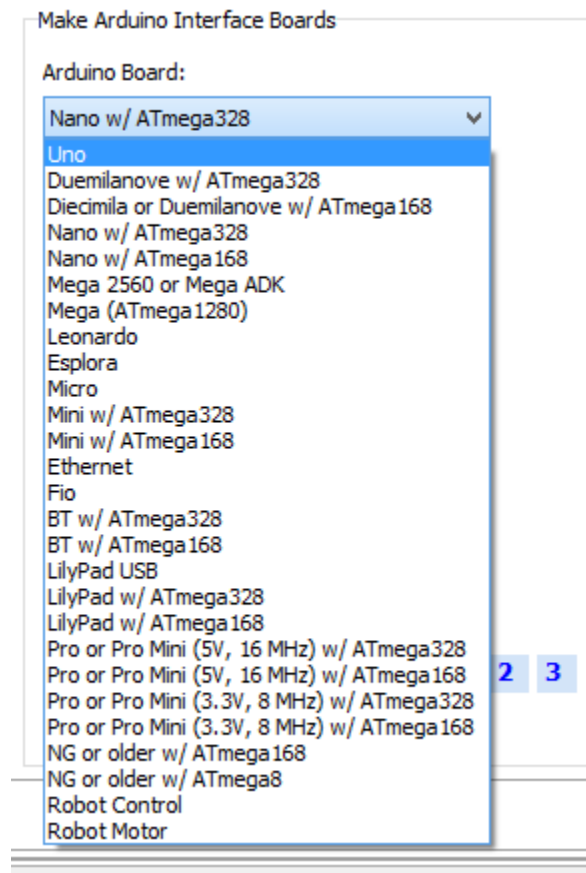 Make Arduino Interface Boards
Arduino Board:
Nano w/ ATmega328
Uno
Duemilanove w/ ATmega328
Diecimila or Duemilanove w/ ATmega168
Nano w/ ATmega328
Nano w/ ATmega168
Mega 2560 or Mega ADK
Mega (ATmega1280)
Leonardo
Esplora
Micro
Mini w/ ATmega328
Mini w/ ATmega168
Ethernet
Fio
BT w/ ATmega328
BT w/ ATmega168
LilyPad USB
LilyPad w/ ATmega328
LilyPad w/ ATmega168
Pro or Pro Mini (5V, 16 MHz) w/ ATmega328
Pro or Pro Mini (5V, 16 MHz) w/ ATmega168 2 3
Pro or Pro Mini (3.3V, 8 MHz) w/ ATmega328
Pro or Pro Mini (3.3V, 8 MHz) w/ ATmega168
NG or older w/ ATmega168
NG or older w/ ATmega8
Robot Control
Robot Motor